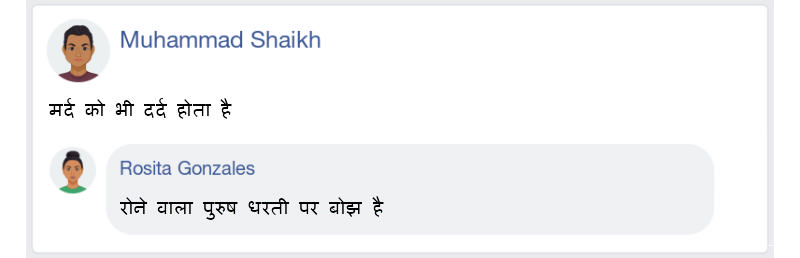 Muhammad Shaikh
मर्द को भी दर्द होता है
Rosita Gonzales
रोने वाला पुरुष धरती पर बोझ है